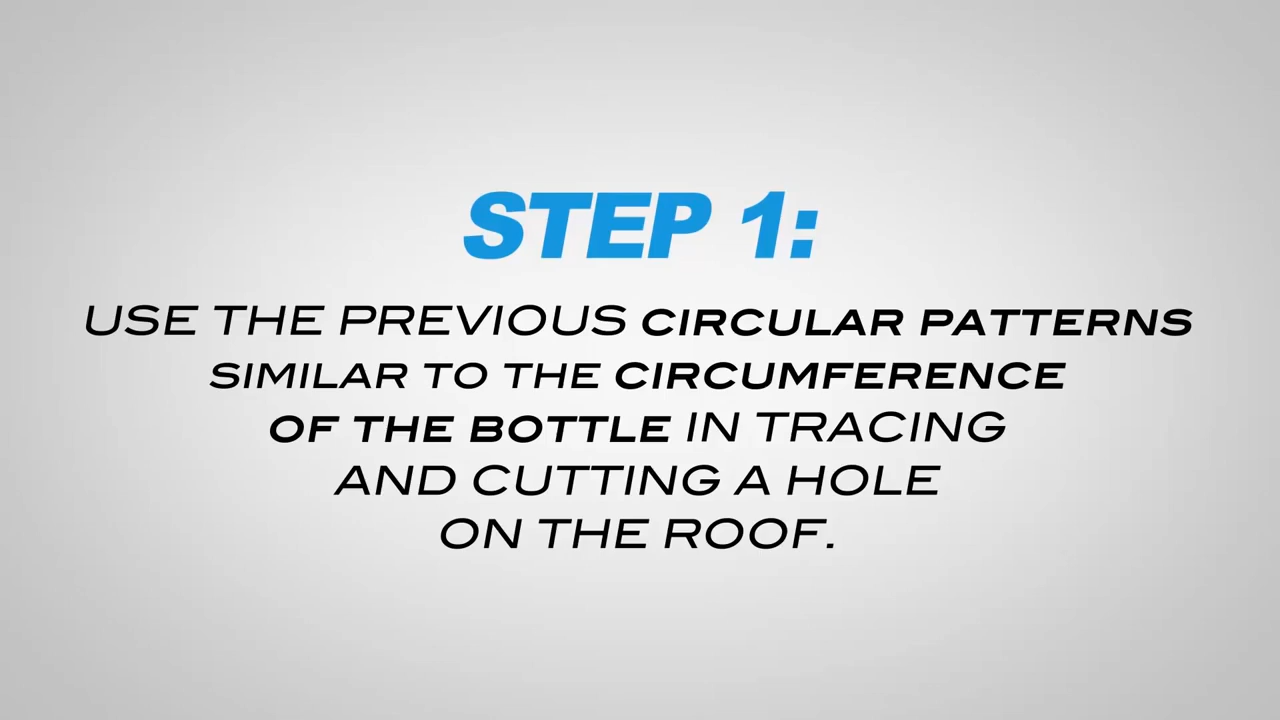 STEP 1:
USE THE PREVIOUS CIRCULAR PATTERNS
SIMILAR TO THE CIRCUMFERENCE
OF THE BOTTLE IN TRACING
AND CUTTING A HOLE
ON THE ROOF.